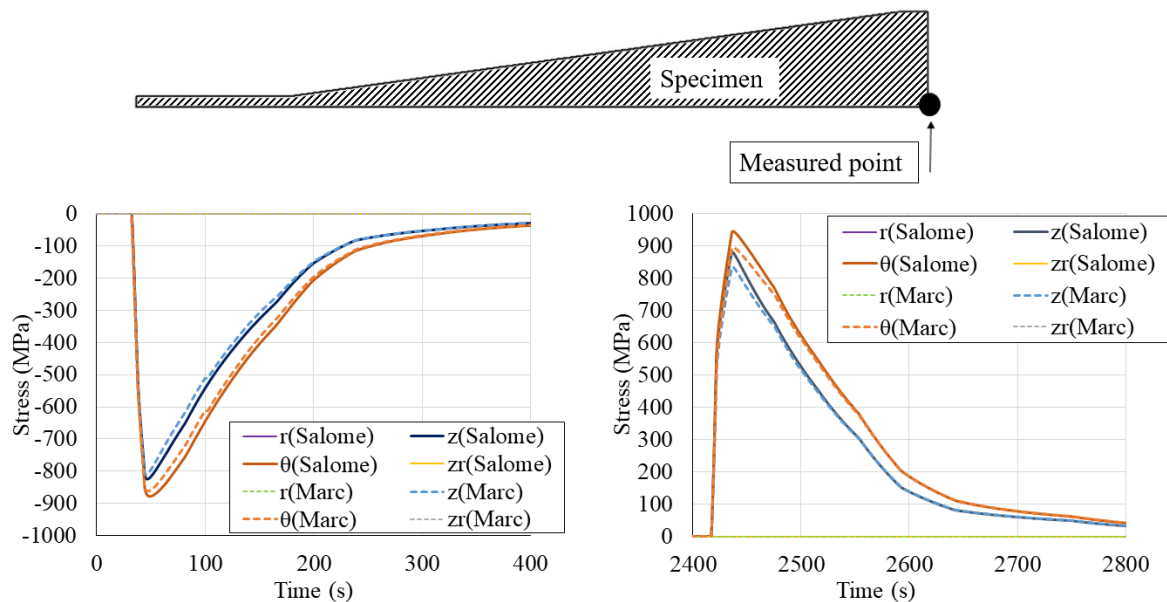 Specimen
Measured point
0
-100
-200
-300
-400
-500
-600
-700
-800
-900
-1000
Stress (MPa)
r(Salome) z(Salome)
θ(Salome) zr(Salome)
r(Marc) z(Marc)
θ(Marc) zr(Marc)
0 100 200 300 400
Time (s)
1000
900
800
700
600
500
400
300
200
100
0
Stress (MPa)
r(Salome) z(Salome)
θ(Salome) zr(Salome)
r(Marc) z(Marc)
θ(Marc) zr(Marc)
2400 2500 2600 2700 2800
Time (s)